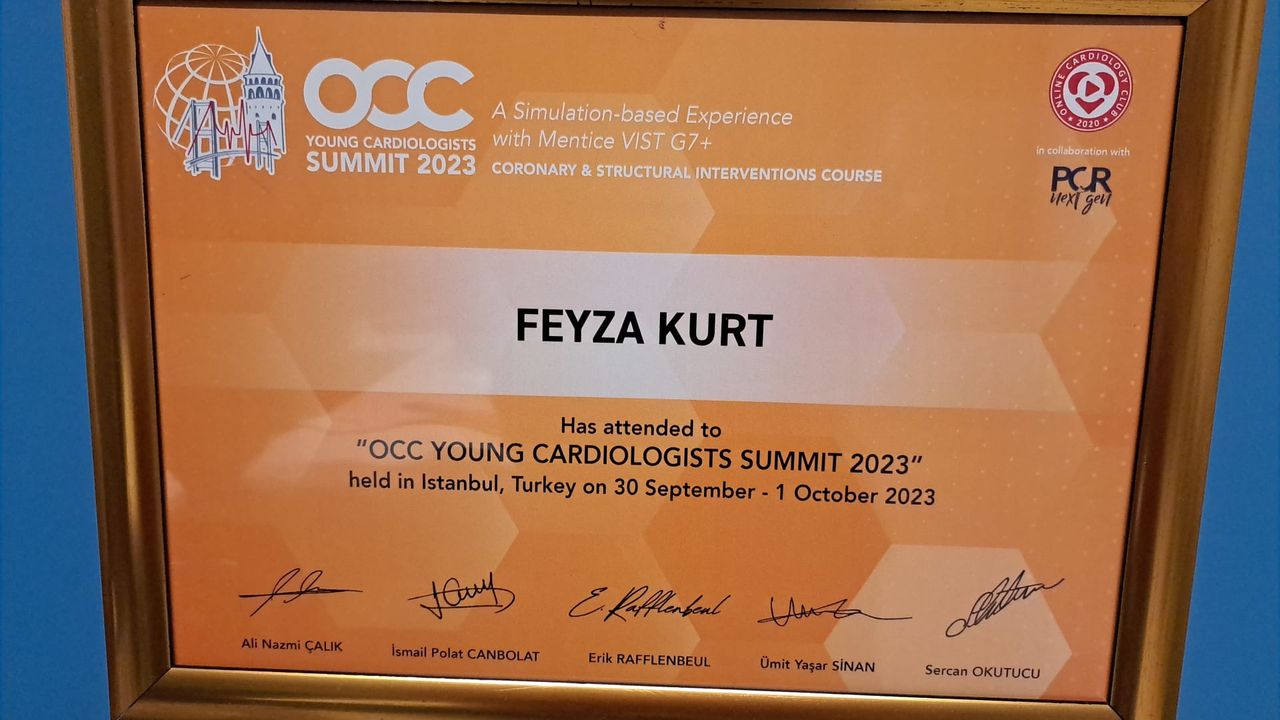 OCC
YOUNG CARDIOLOGISTS
SUMMIT 2023
A Simulation-based Experience
with Mentice VIST G7+
CORONARY & STRUCTURAL INTERVENTIONS COURSE
ONLINE CARDIOLOGY CLUB
2020
in collaboration with
PCR
next gen
FEYZA KURT
Has attended to
"OCC YOUNG CARDIOLOGISTS SUMMIT 2023"
held in Istanbul, Turkey on 30 September - 1 October 2023
E. Rafflenbeul
Ali Nazmi ÇALIK
İsmail Polat CANBOLAT
Erik RAFFLENBEUL
Ümit Yaşar SİNAN
Sercan OKUTUCU